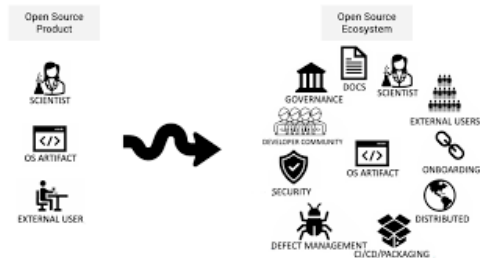 Open Source
Product
SCIENTIST
</>
OS ARTIFACT
EXTERNAL USER
Open Source
Ecosystem
DOCS
GOVERNANCE
SCIENTIST
EXTERNAL USERS
DEVELOPER COMMUNITY
</>
OS ARTIFACT
ONBOARDING
SECURITY
DISTRIBUTED
DEFECT MANAGEMENT
CI/CD/PACKAGING